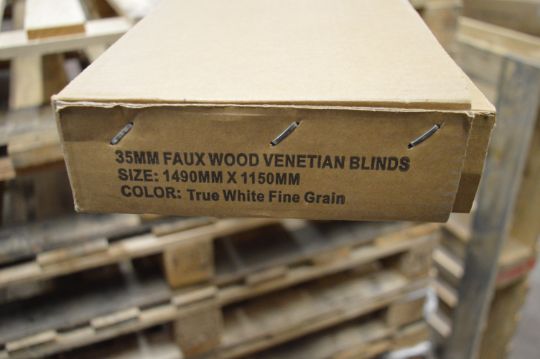 35MM FAUX WOOD VENETIAN BLINDS
SIZE: 1490MM X 1150MM
COLOR: True White Fine Grain